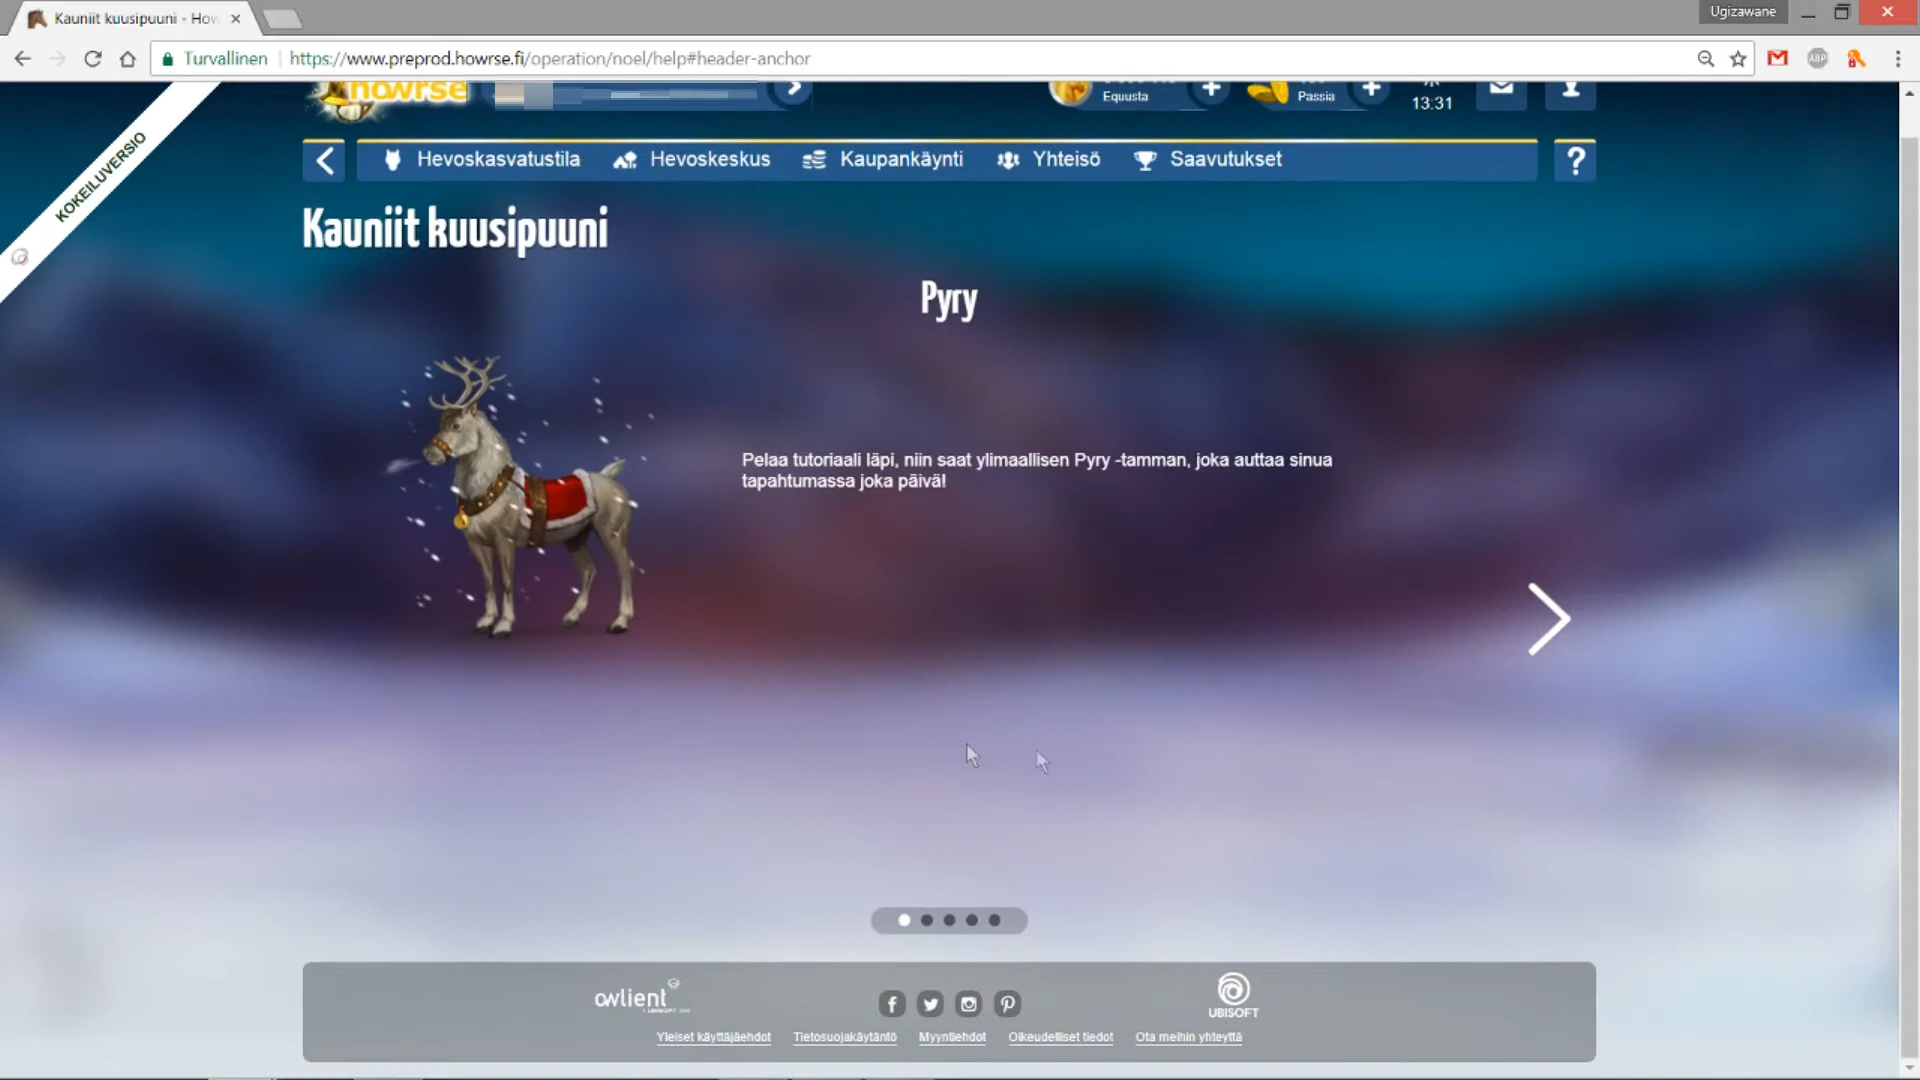 Kauniit kuusipuuni - How
Ugizawane
Turvallinen
https://www.preprod.howrse.fi/operation/noel/help#header-anchor
ABP
KOKEILUVERSIO
howrse
Equusta
Passia
13:31
Hevoskasvatustila
Hevoskeskus
Kaupankäynti
Yhteisö
Saavutukset
?
Kauniit kuusipuuni
Pyry
Pelaa tutoriaali läpi, niin saat ylimaallisen Pyry -tamman, joka auttaa sinua
tapahtumassa joka päivä!
owlient
UBISOFT
Yleiset käyttäjäehdot
Tietosuojakäytäntö
Myyntiehdot
Oikeudelliset tiedot
Ota meihin yhteyttä